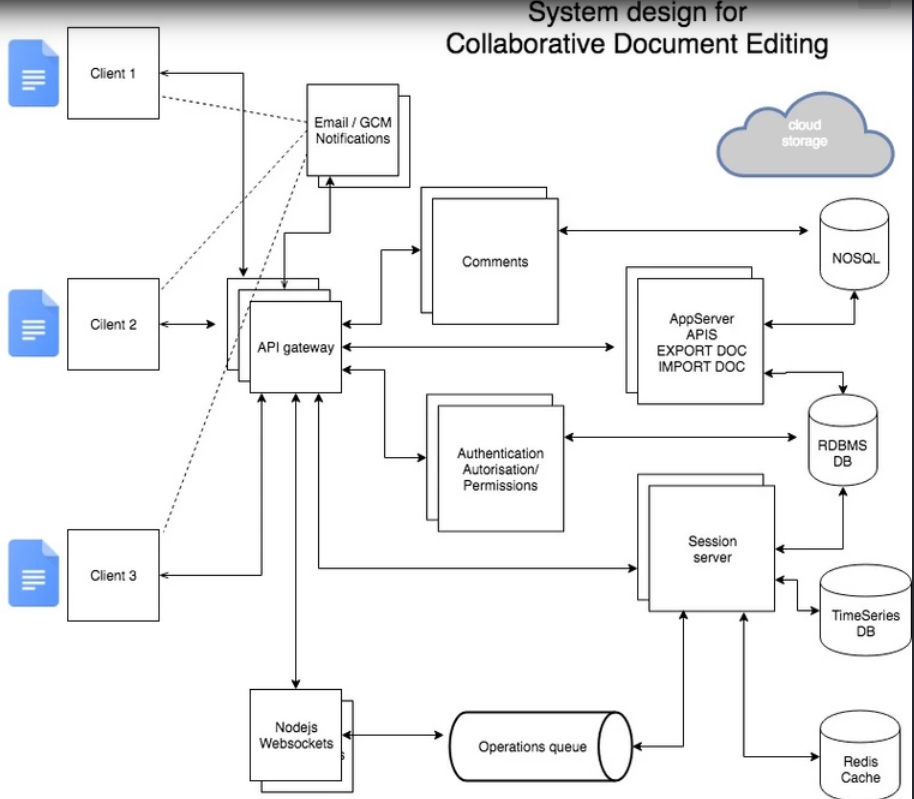 System design for
Collaborative Document Editing
Client 1
Email / GCM
Notifications
cloud
storage
Comments
NOSQL
Cilent 2
API gateway
AppServer
APIS
EXPORT DOC
IMPORT DOC
RDBMS
DB
Authentication
Autorisation/
Permissions
Session
server
Client 3
TimeSeries
DB
Nodejs
Websockets
s
Operations queue
Redis
Cache